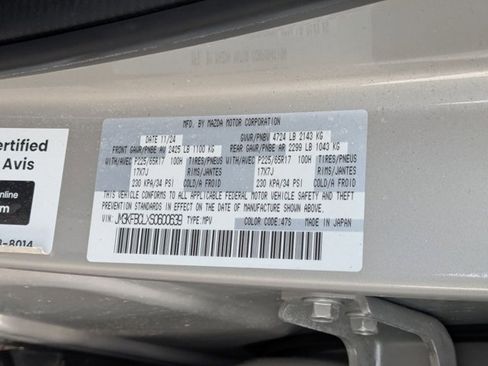 MFD. BY MAZDA MOTOR CORPORATION
DATE 11/24 GVWR/PNBV 4724 LB 2143 KG
FRONT GAWR/PNBE AV 2425 LB 1100 KG REAR GAWR/PNBE AR 2299 LB 1043 KG
WITH/AVEC P225/65R17 100H TIRES/PNEUS WITH/AVEC P225/65R17 100H TIRES/PNEUS
17X7J RIMS/JANTES 17X7J RIMS/JANTES
230 KPA/34 PSI COLD/A FROID 230 KPA/34 PSI COLD/A FROID
THIS VEHICLE CONFORMS TO ALL APPLICABLE FEDERAL MOTOR VEHICLE SAFETY AND THEFT
PREVENTION STANDARDS IN EFFECT ON THE DATE OF MANUFACTURE SHOWN ABOVE.
VIN: JM3KFBCLXS0600639 TYPE:MPV COLOR CODE:47S MADE IN JAPAN
ertified
Avis
nline
m
3-8014